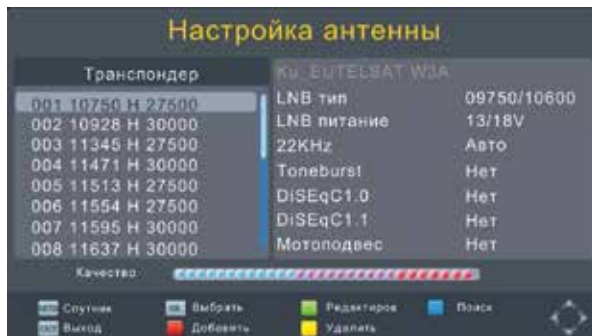 Настройка антенны
Транспондер
001 10750 H 27500
002 10928 H 30000
003 11345 H 27500
004 11471 H 30000
005 11513 H 27500
006 11554 H 27500
007 11595 H 30000
008 11637 H 30000
Ku_EUTELSAT W3A
LNB тип 09750/10600
LNB питание 13/18V
22KHz Авто
Toneburst Нет
DiSEqC1.0 Нет
DiSEqC1.1 Нет
Мотоподвес Нет
Качество
Спутник Выбрать Редактиров Поиск
Выход Добавить Удалить